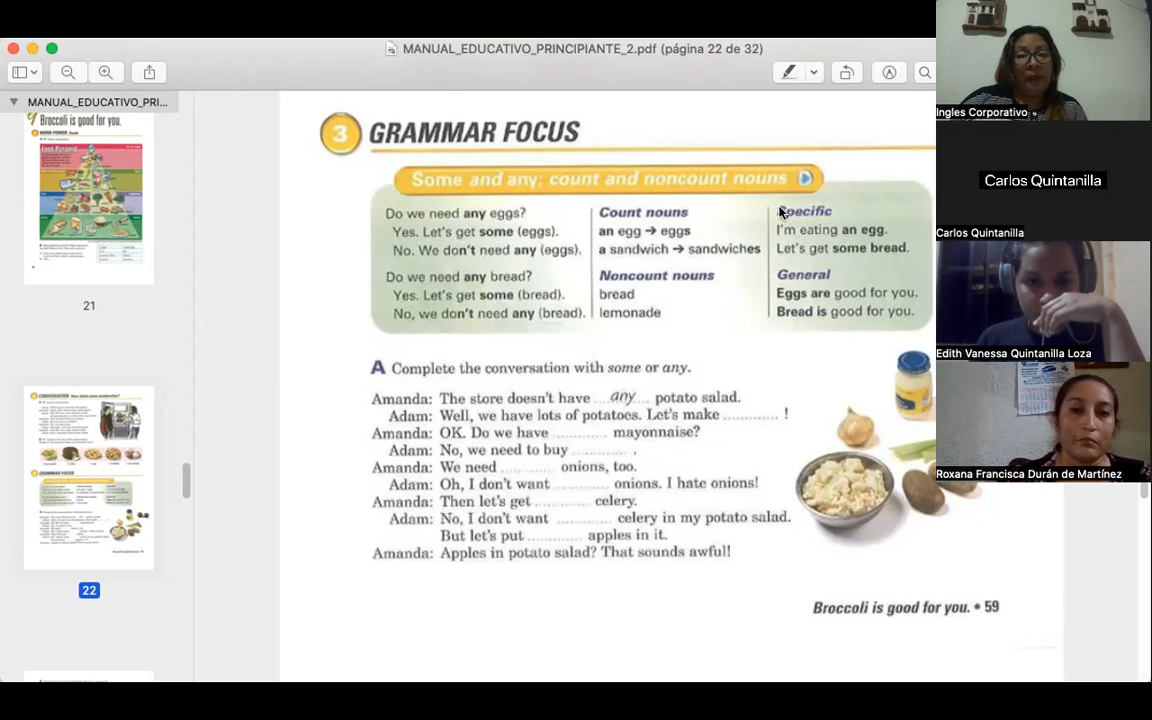 MANUAL_EDUCATIVO_PRINCIPIANTE_2.pdf (página 22 de 32)
MANUAL_EDUCATIVO_PRI...
Broccoli is good for you.
21
22
3 GRAMMAR FOCUS
Some and any; count and noncount nouns
Do we need any eggs?
Yes. Let's get some (eggs).
No. We don't need any (eggs).
Do we need any bread?
Yes. Let's get some (bread).
No, we don't need any (bread).
Count nouns
an egg → eggs
a sandwich → sandwiches
Noncount nouns
bread
lemonade
Specific
I'm eating an egg.
Let's get some bread.
General
Eggs are good for you.
Bread is good for you.
A Complete the conversation with some or any.
Amanda: The store doesn't have ....any.... potato salad.
Adam: Well, we have lots of potatoes. Let's make ............ !
Amanda: OK. Do we have ............ mayonnaise?
Adam: No, we need to buy ............ .
Amanda: We need ............ onions, too.
Adam: Oh, I don't want ............ onions. I hate onions!
Amanda: Then let's get ............ celery.
Adam: No, I don't want ............ celery in my potato salad.
But let's put ............ apples in it.
Amanda: Apples in potato salad? That sounds awful!
Broccoli is good for you. • 59
Ingles Corporativo
Carlos Quintanilla
Carlos Quintanilla
Edith Vanessa Quintanilla Loza
Roxana Francisca Durán de Martínez